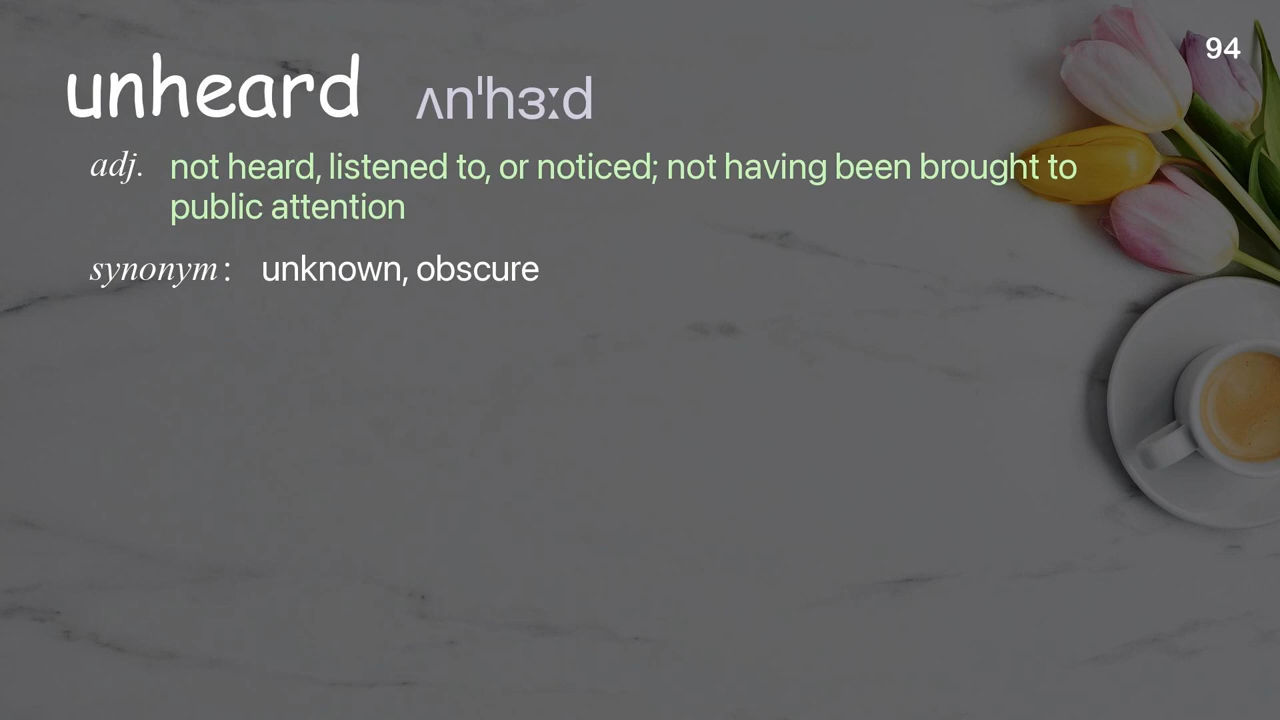 94
unheard ʌn'hɜːd
adj. not heard, listened to, or noticed; not having been brought to
public attention
synonym: unknown, obscure